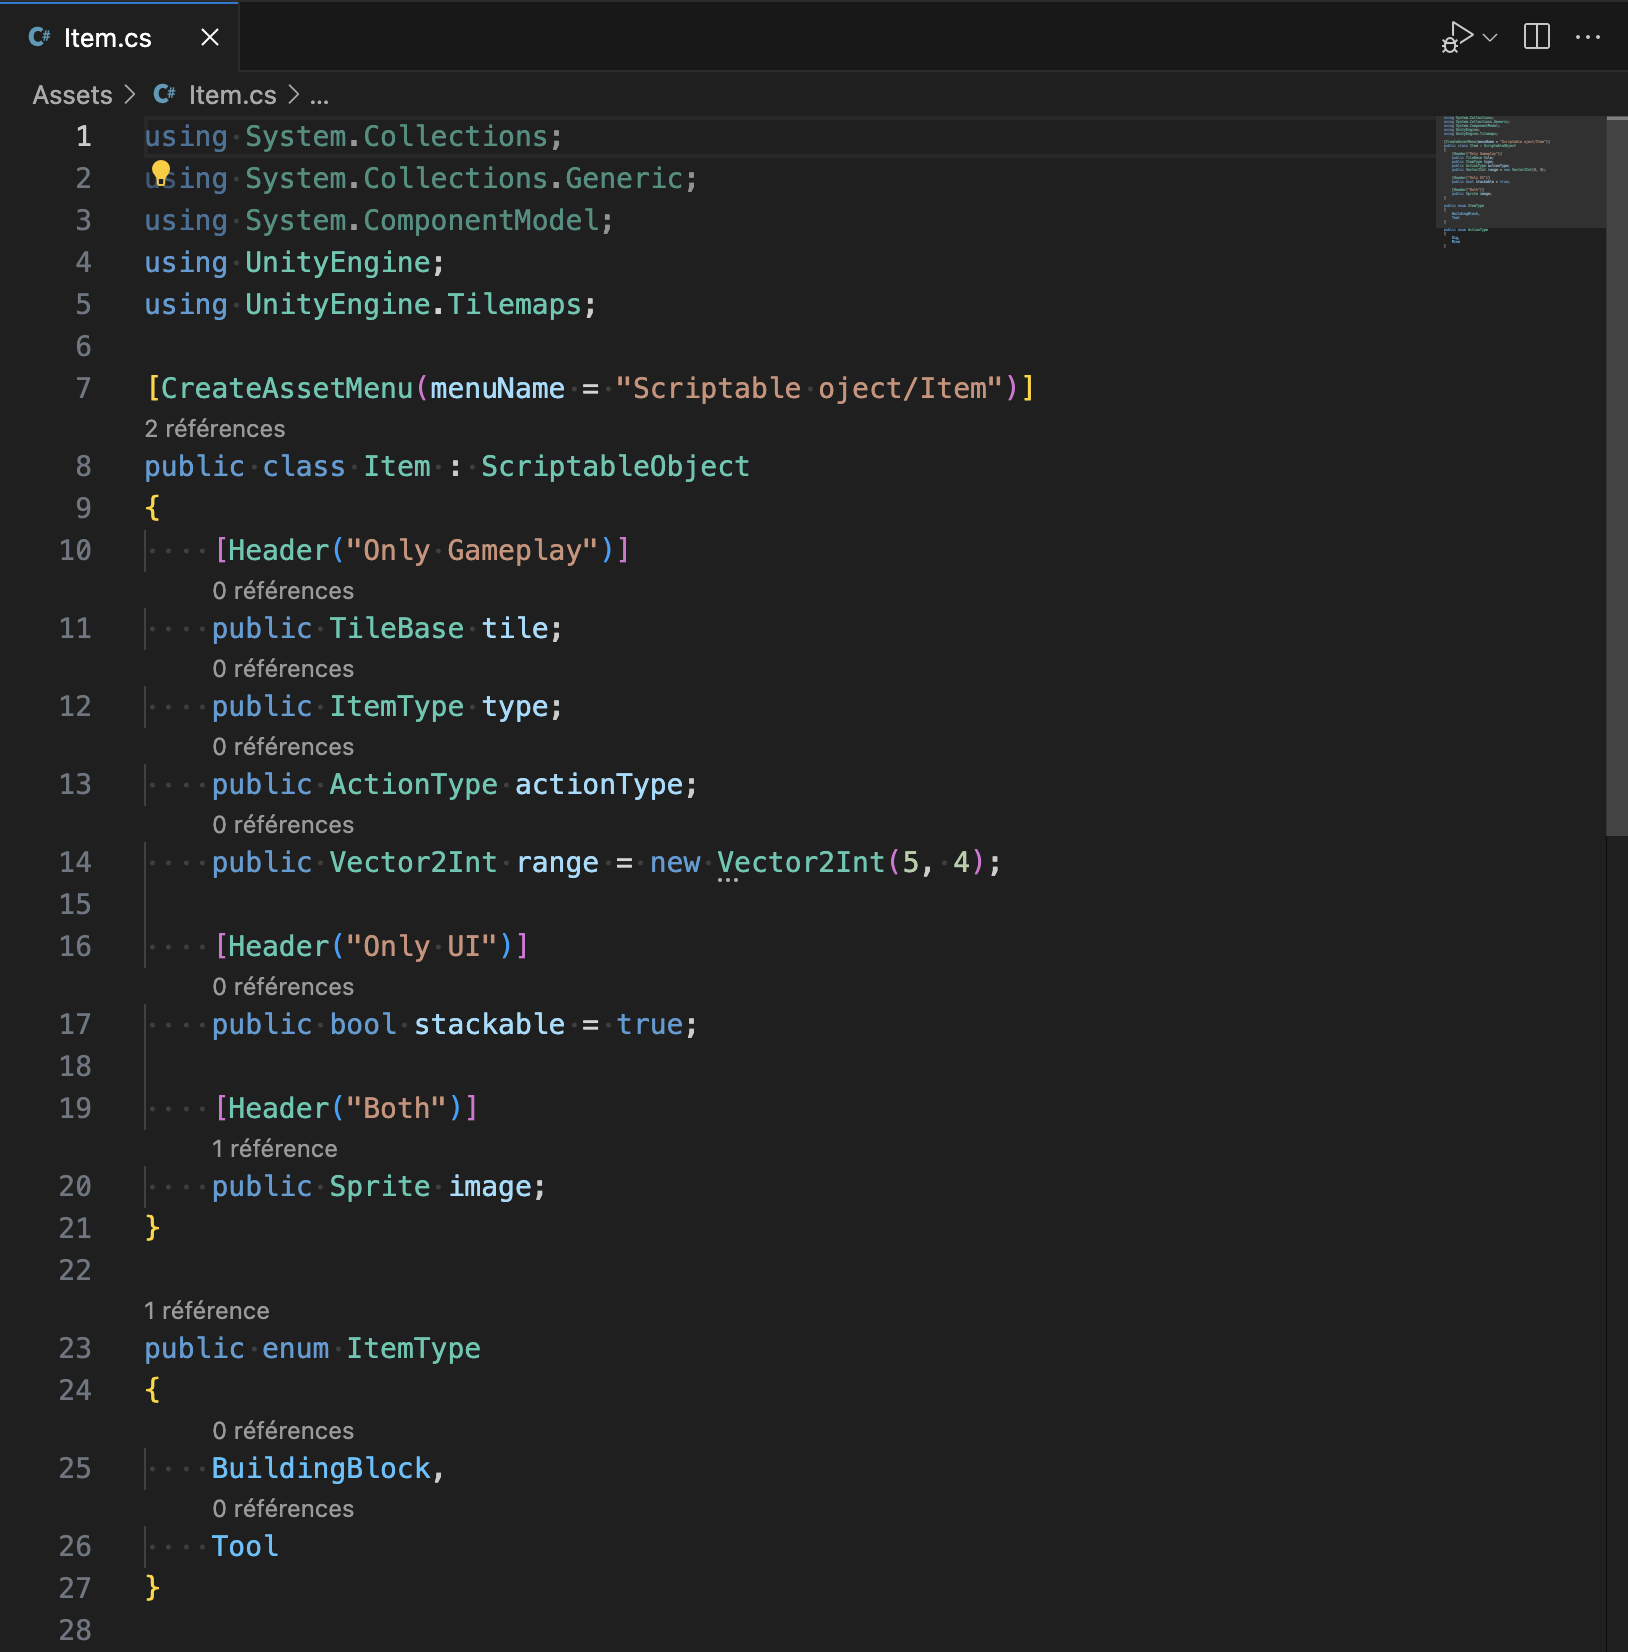 C# Item.cs
Assets > C# Item.cs > ...
1 using System.Collections;
2 using System.Collections.Generic;
3 using System.ComponentModel;
4 using UnityEngine;
5 using UnityEngine.Tilemaps;
6
7 [CreateAssetMenu(menuName = "Scriptable oject/Item")]
2 références
8 public class Item : ScriptableObject
9 {
10 [Header("Only Gameplay")]
0 références
11 public TileBase tile;
0 références
12 public ItemType type;
0 références
13 public ActionType actionType;
0 références
14 public Vector2Int range = new Vector2Int(5, 4);
15
16 [Header("Only UI")]
0 références
17 public bool stackable = true;
18
19 [Header("Both")]
1 référence
20 public Sprite image;
21 }
22
1 référence
23 public enum ItemType
24 {
0 références
25 BuildingBlock,
0 références
26 Tool
27 }
28